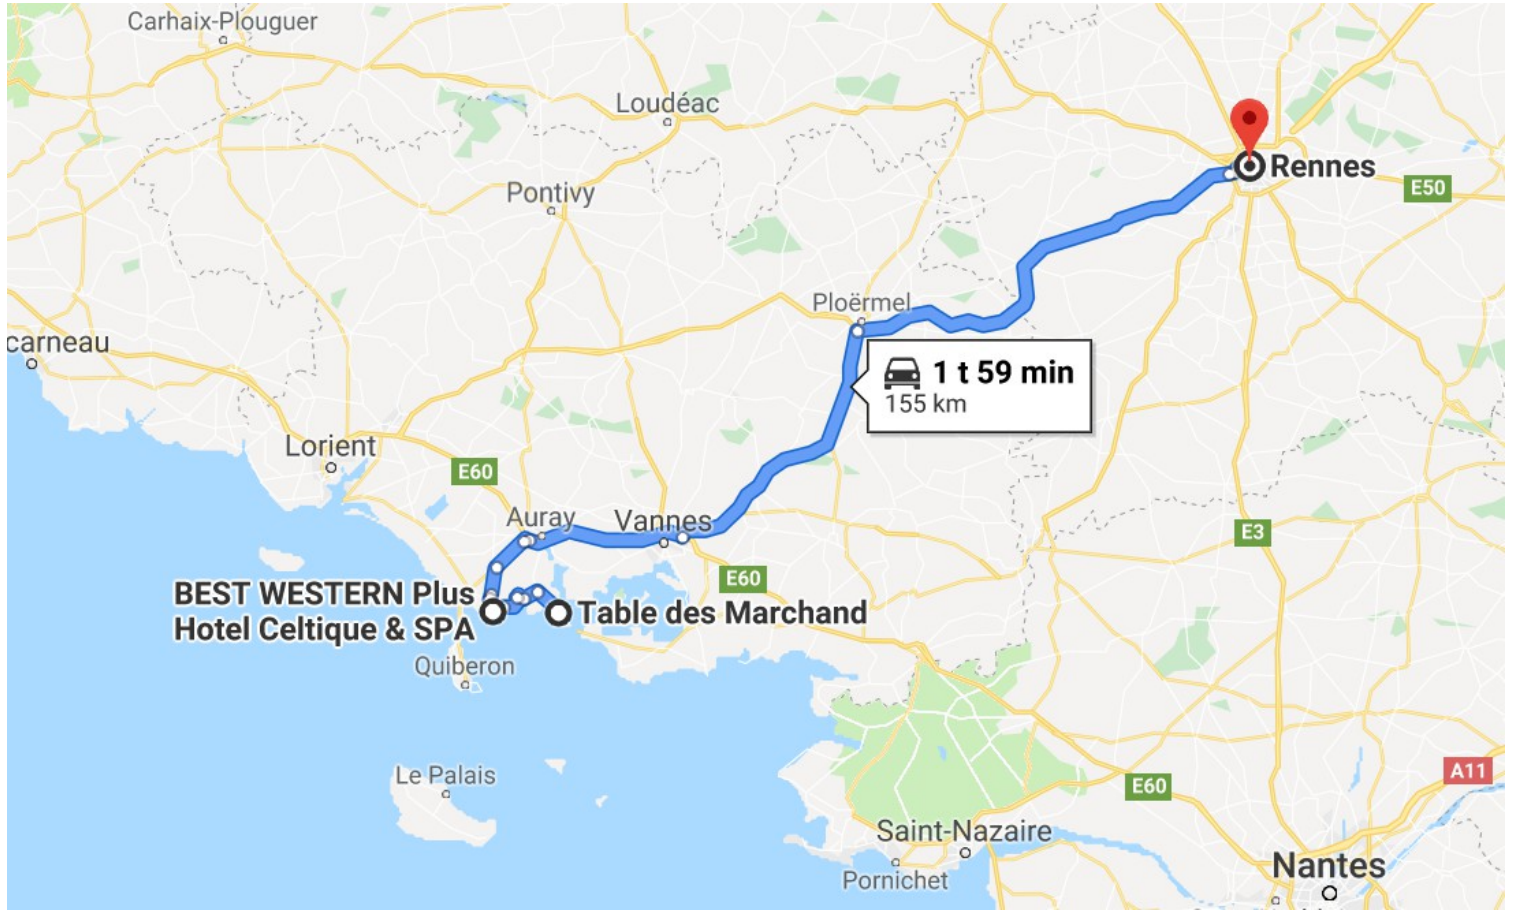 Carhaix-Plouguer
Loudéac
Rennes
E50
Pontivy
Ploërmel
carneau
1 t 59 min
155 km
Lorient
E60
Auray
Vannes
E3
E60
BEST WESTERN Plus
Hotel Celtique & SPA
Table des Marchand
Quiberon
Le Palais
A11
E60
Saint-Nazaire
Nantes
Pornichet